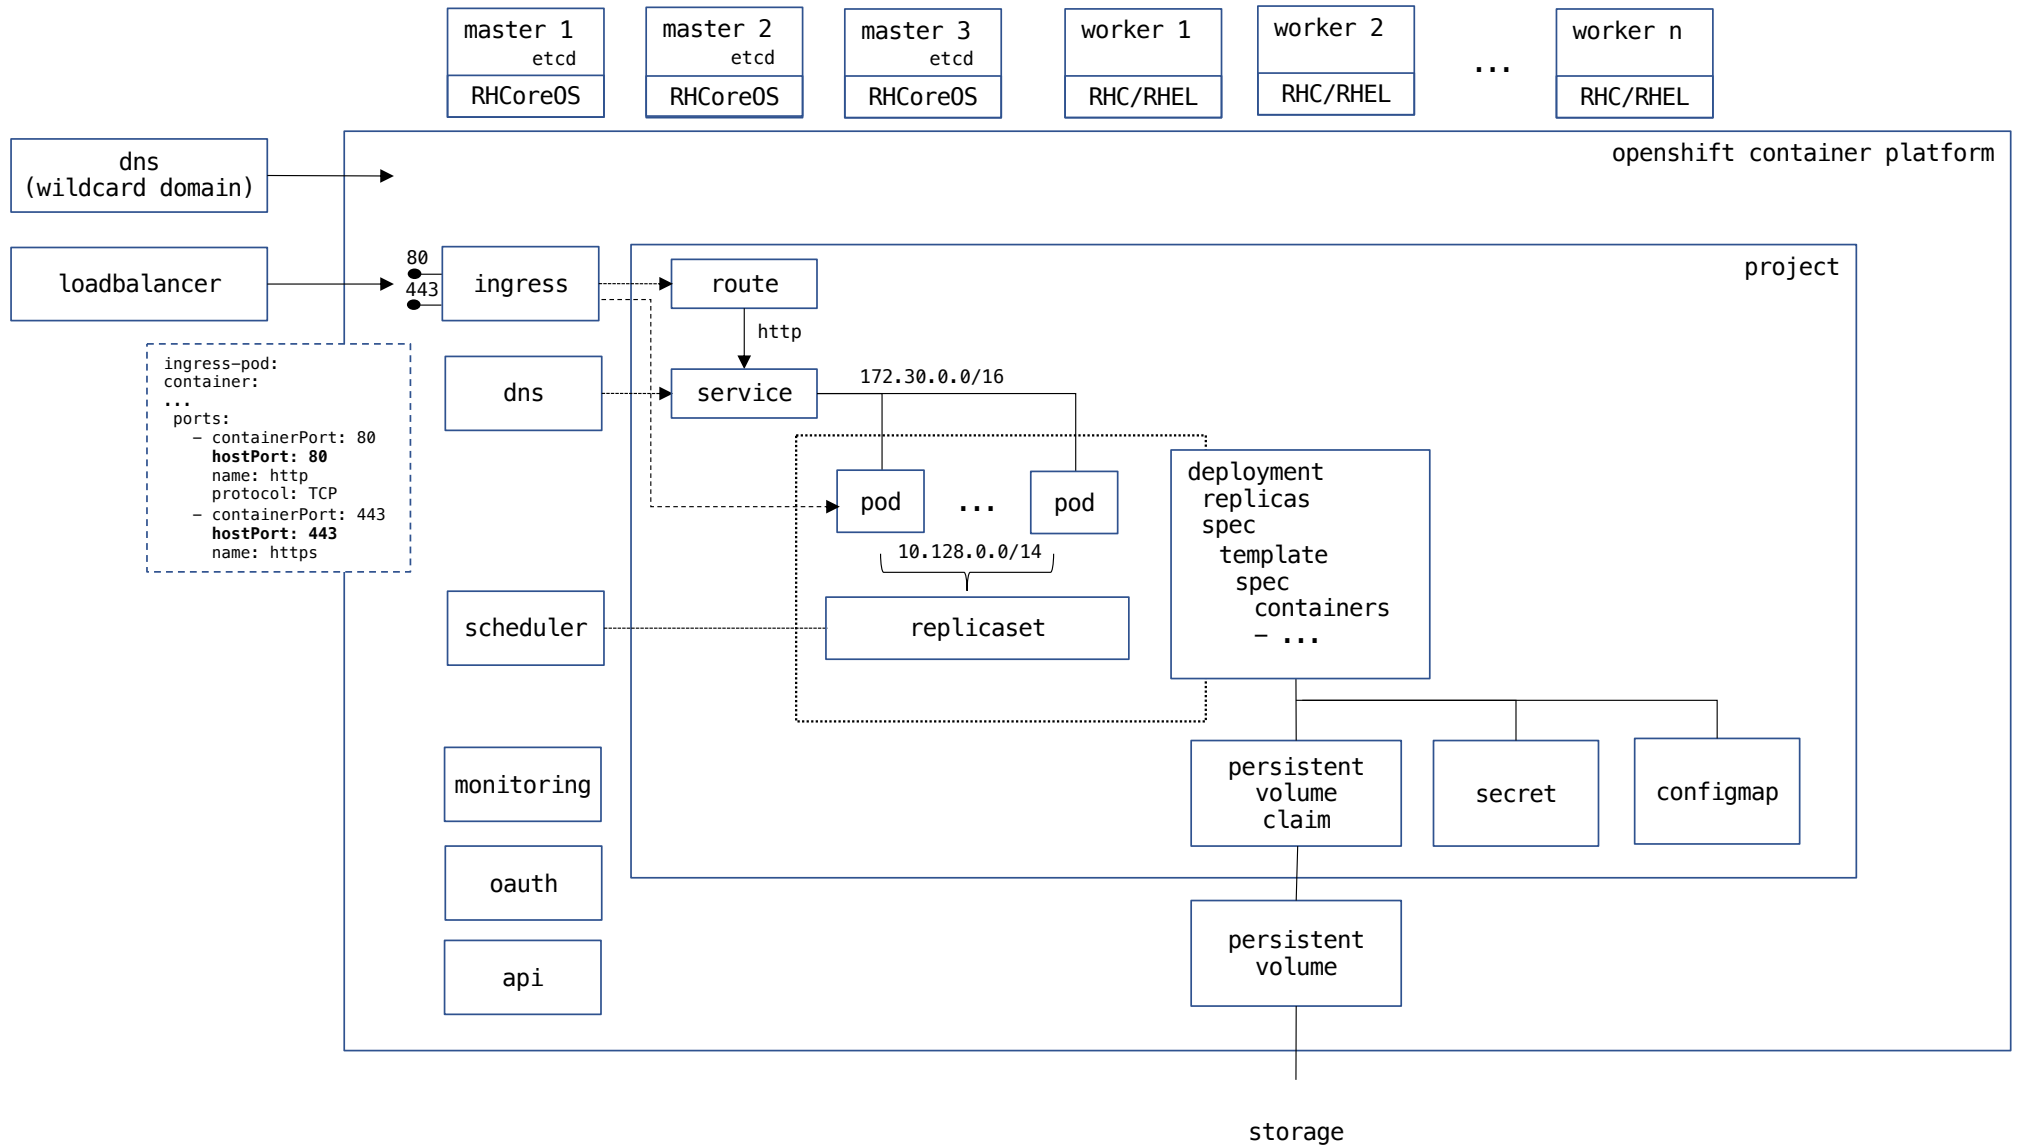 master 1
etcd
RHCoreOS
master 2
etcd
RHCoreOS
master 3
etcd
RHCoreOS
worker 1
RHC/RHEL
worker 2
RHC/RHEL
...
worker n
RHC/RHEL
openshift container platform
dns
(wildcard domain)
loadbalancer
80
443
ingress
route
project
http
ingress-pod:
container:
...
ports:
- containerPort: 80
hostPort: 80
name: http
protocol: TCP
- containerPort: 443
hostPort: 443
name: https
dns
service
172.30.0.0/16
pod
...
pod
10.128.0.0/14
deployment
replicas
spec
template
spec
containers
- ...
scheduler
replicaset
monitoring
persistent
volume
claim
secret
configmap
oauth
api
persistent
volume
storage